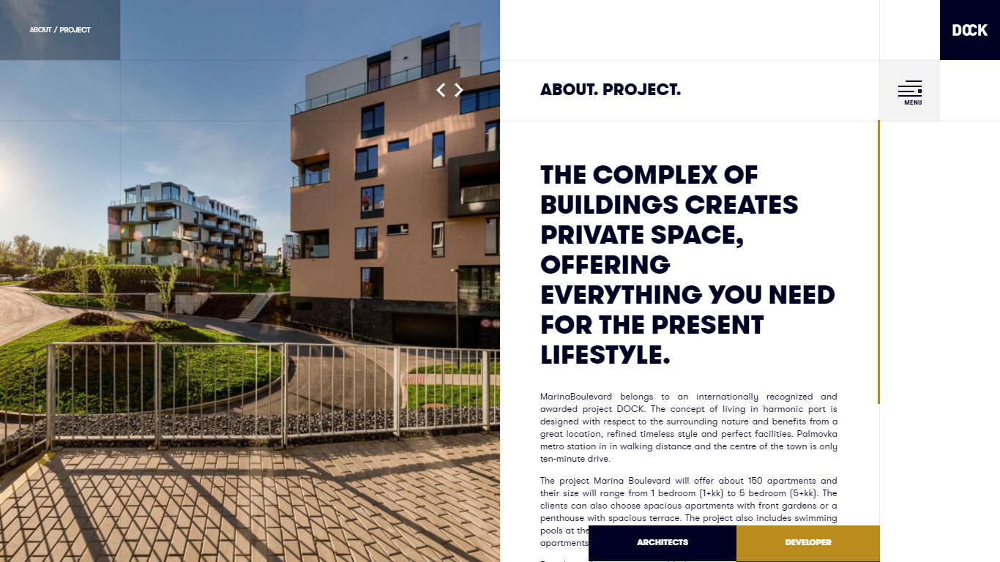 ABOUT / PROJECT
DOCK
ABOUT. PROJECT.
MENU
THE COMPLEX OF
BUILDINGS CREATES
PRIVATE SPACE,
OFFERING
EVERYTHING YOU NEED
FOR THE PRESENT
LIFESTYLE.
MarinaBoulevard belongs to an internationally recognized and
awarded project DOCK. The concept of living in harmonic port is
designed with respect to the surrounding nature and benefits from a
great location, refined timeless style and perfect facilities. Palmovka
metro station in in walking distance and the centre of the town is only
ten-minute drive.
The project Marina Boulevard will offer about 150 apartments and
their size will range from 1 bedroom (1+kk) to 5 bedroom (5+kk). The
clients can also choose spacious apartments with front gardens or a
penthouse with spacious terrace. The project also includes swimming
pools at the
apartments
ARCHITECTS
DEVELOPER